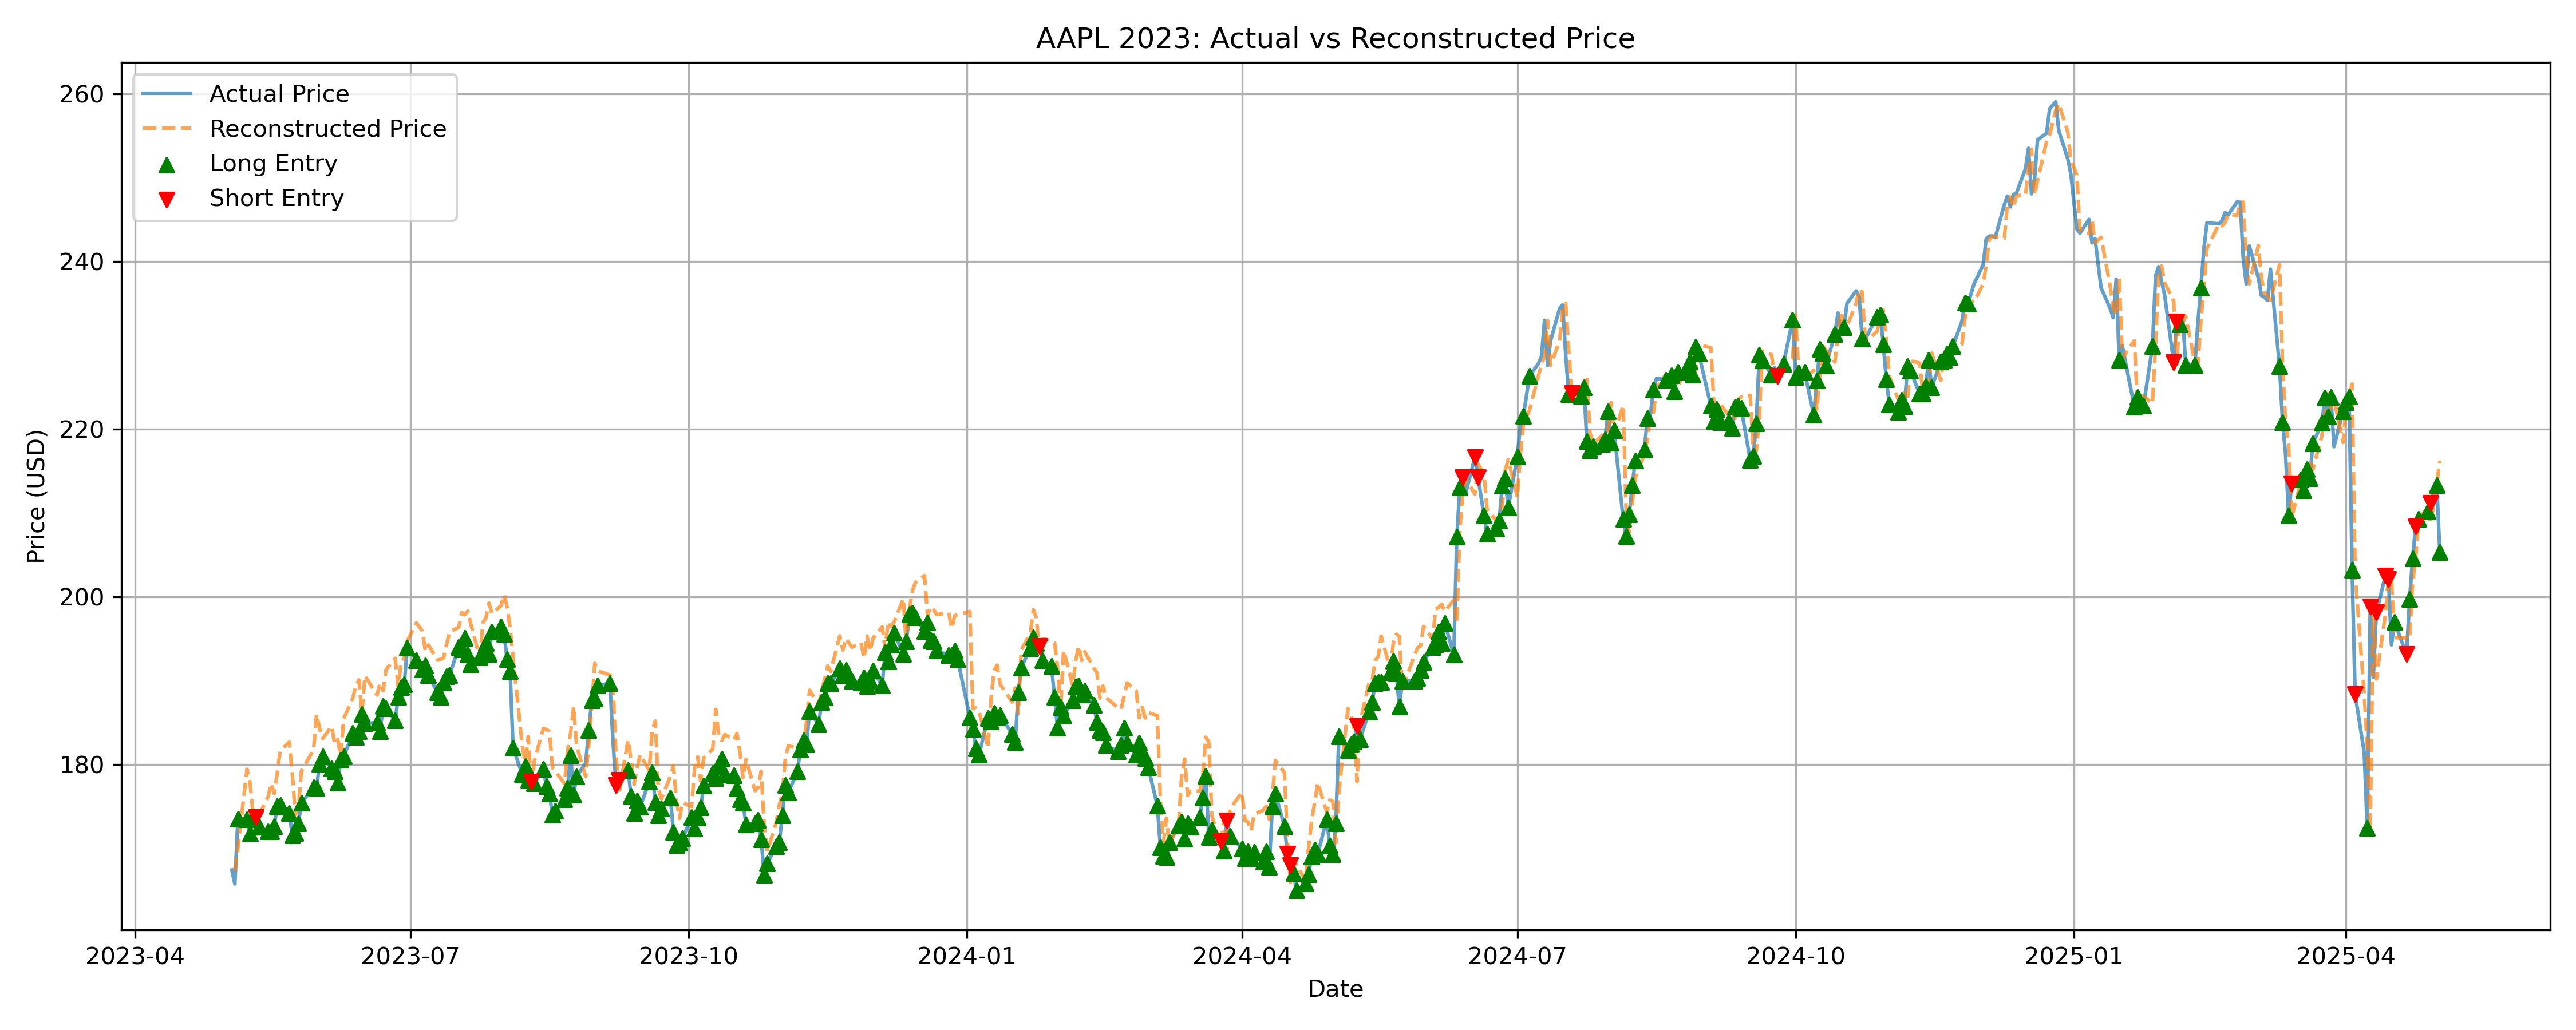 AAPL 2023: Actual vs Reconstructed Price
Actual Price
Reconstructed Price
Long Entry
Short Entry
Price (USD)
260
240
220
200
180
2023-04
2023-07
2023-10
2024-01
2024-04
2024-07
2024-10
2025-01
2025-04
Date